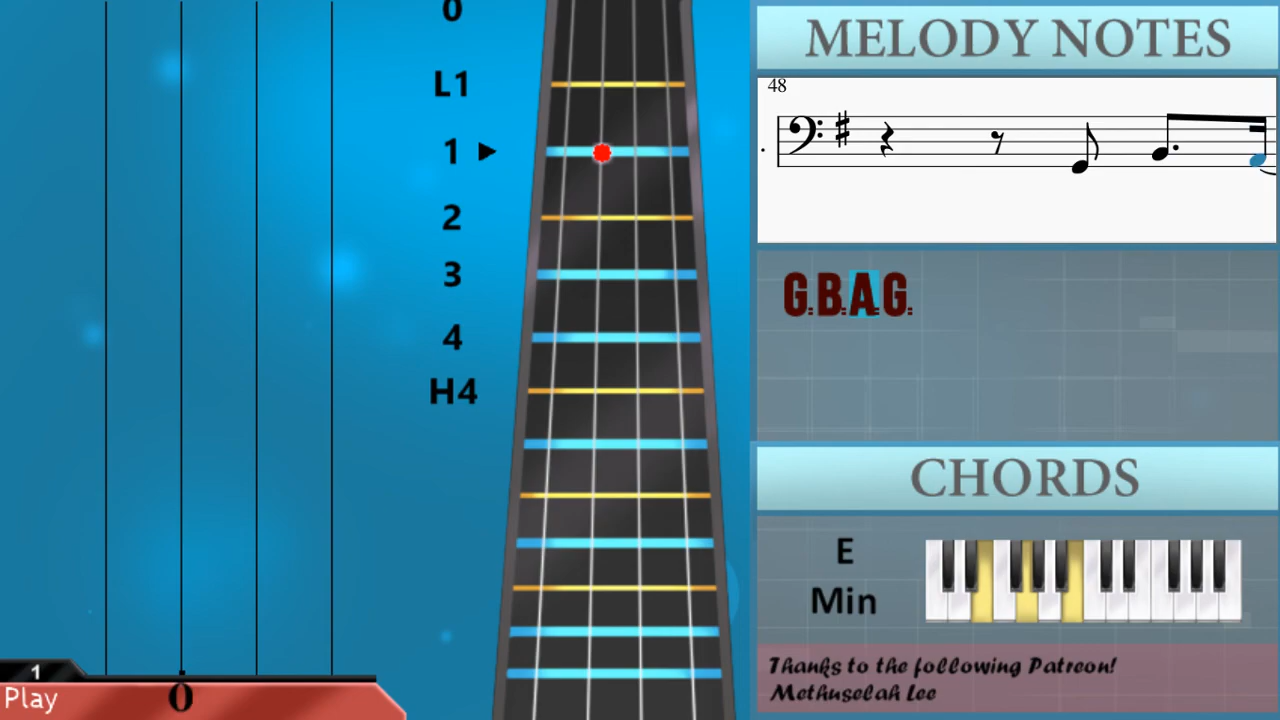 0
L1
1 ►
2
3
4
H4
1
Play
0
MELODY NOTES
48
G.B.A.G.
CHORDS
E
Min
Thanks to the following Patreon!
Methuselah Lee